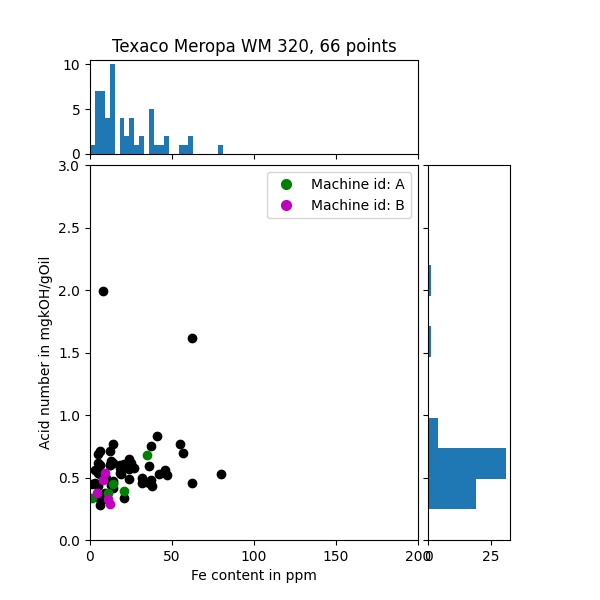 Texaco Meropa WM 320, 66 points
10
5
0
3.0
2.5
2.0
1.5
1.0
0.5
0.0
Acid number in mgkOH/gOil
Machine id: A
Machine id: B
0 50 100 150 200
0 25
Fe content in ppm